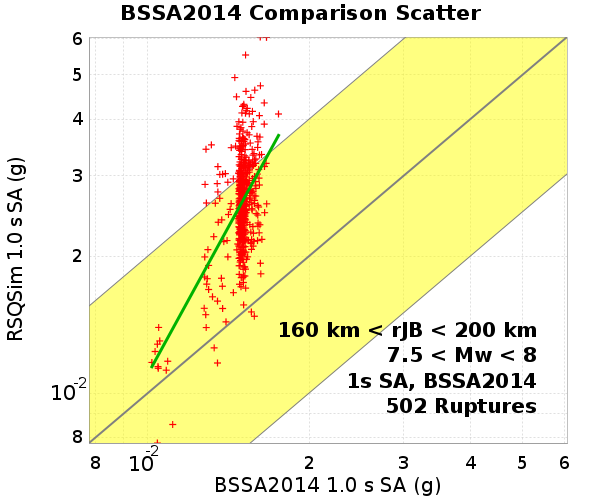 BSSA2014 Comparison Scatter
RSQSim 1.0 s SA (g)
6
5
4
3
2
10-2
8
160 km < rJB < 200 km
7.5 < Mw < 8
1s SA, BSSA2014
502 Ruptures
8 10-2 2 3 4 5 6
BSSA2014 1.0 s SA (g)